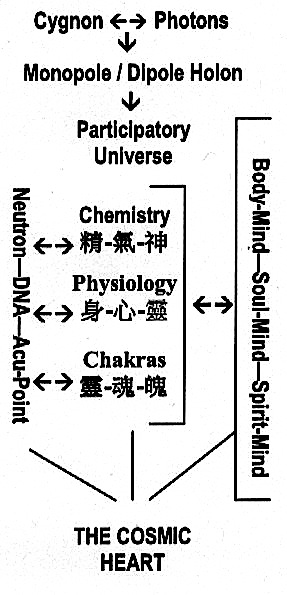 Cygnon ↔ Photons
Monopole / Dipole Holon
Participatory
Universe
Neutron—DNA—Acu-Point
Chemistry
精-氣-神
Physiology
身-心-靈
Chakras
靈-魂-魄
Body-Mind—Soul-Mind—Spirit-Mind
THE COSMIC
HEART